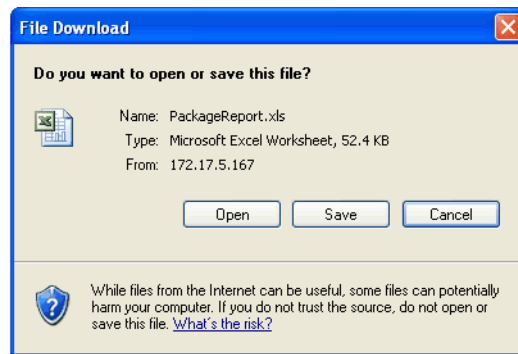 File Download
Do you want to open or save this file?
Name: PackageReport.xls
Type: Microsoft Excel Worksheet, 52.4 KB
From: 172.17.5.167
Open Save Cancel
While files from the Internet can be useful, some files can potentially
harm your computer. If you do not trust the source, do not open or
save this file. What's the risk?